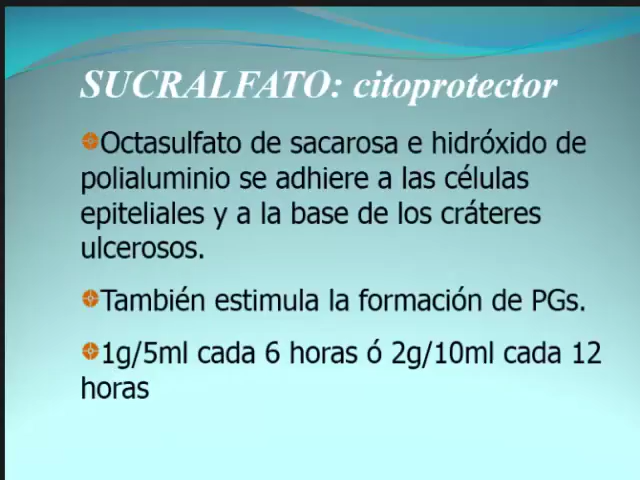 SUCRALFATO: citoprotector
Octasulfato de sacarosa e hidróxido de
polialuminio se adhiere a las células
epiteliales y a la base de los cráteres
ulcerosos.
También estimula la formación de PGs.
1g/5ml cada 6 horas ó 2g/10ml cada 12
horas